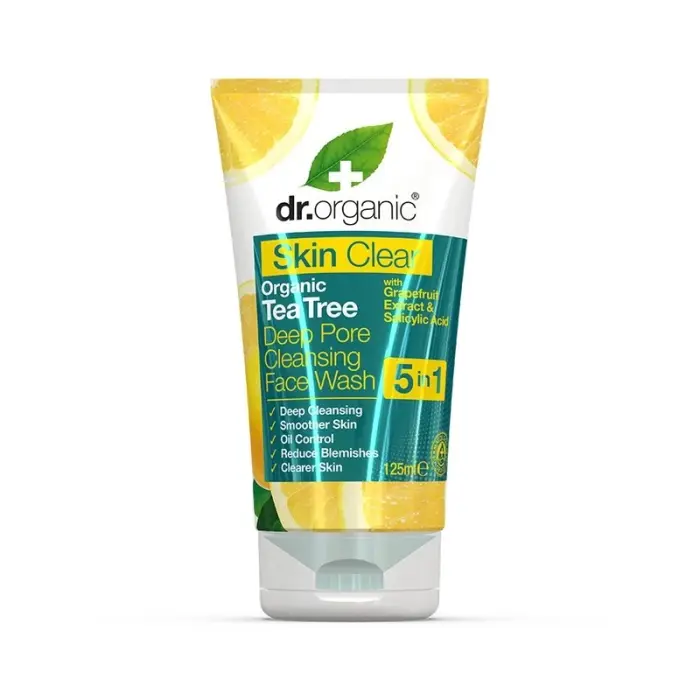 dr.organic®
Skin Clear
Organic
Tea Tree
Deep Pore
Cleansing
Face Wash
with
Grapefruit
Extract &
Salicylic Acid
5 in 1
✓ Deep Cleansing
✓ Smoother Skin
✓ Oil Control
✓ Reduce Blemishes
✓ Clearer Skin
125ml ℮